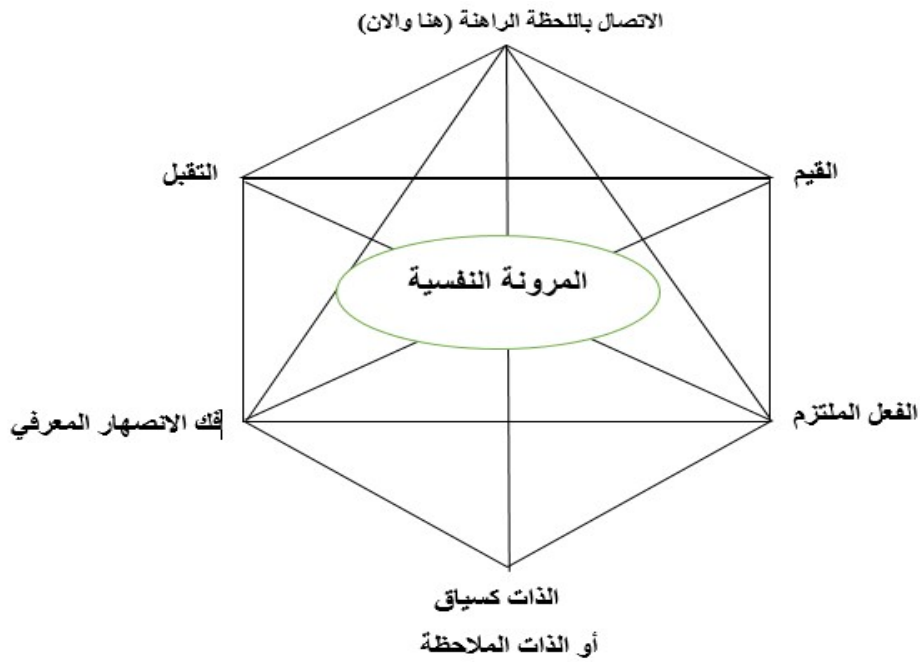 الاتصال باللحظة الراهنة (هنا والان)
القيم
التقبل
المرونة النفسية
الفعل الملتزم
فك الانصهار المعرفي
الذات كسياق
أو الذات الملاحظة